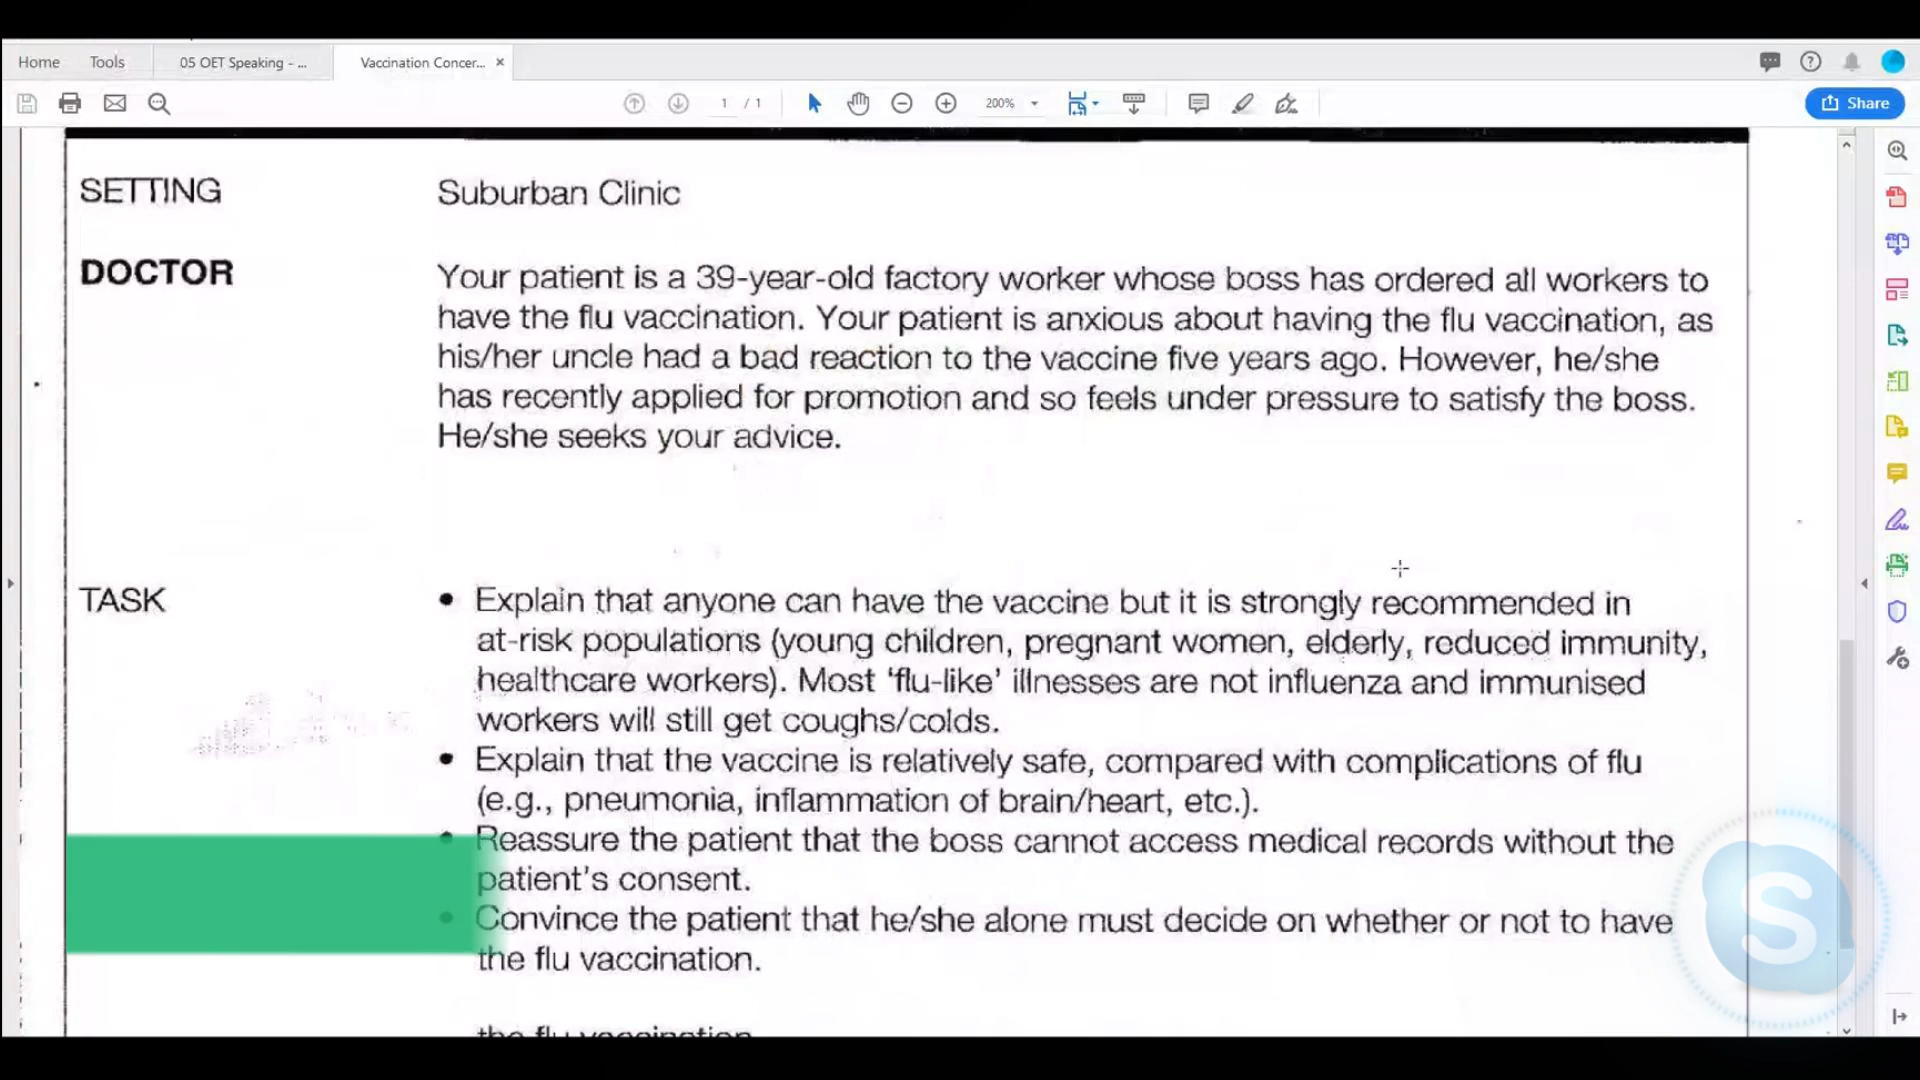 Home Tools 05 OET Speaking - ... Vaccination Concer... ×
1 / 1 200% Share
SETTING Suburban Clinic
DOCTOR Your patient is a 39-year-old factory worker whose boss has ordered all workers to
have the flu vaccination. Your patient is anxious about having the flu vaccination, as
his/her uncle had a bad reaction to the vaccine five years ago. However, he/she
has recently applied for promotion and so feels under pressure to satisfy the boss.
He/she seeks your advice.
TASK • Explain that anyone can have the vaccine but it is strongly recommended in
at-risk populations (young children, pregnant women, elderly, reduced immunity,
healthcare workers). Most ‘flu-like’ illnesses are not influenza and immunised
workers will still get coughs/colds.
• Explain that the vaccine is relatively safe, compared with complications of flu
(e.g., pneumonia, inflammation of brain/heart, etc.).
• Reassure the patient that the boss cannot access medical records without the
patient's consent.
• Convince the patient that he/she alone must decide on whether or not to have
the flu vaccination.
the flu vaccination.
S